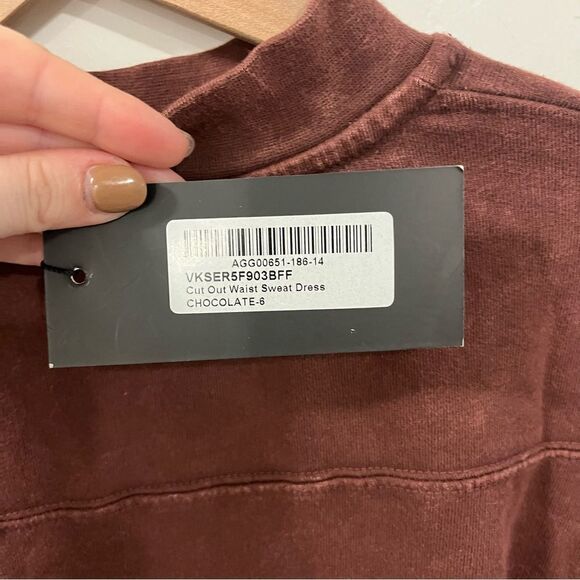 AGG00651-186-14
VKSER5F903BFF
Cut Out Waist Sweat Dress
CHOCOLATE-6